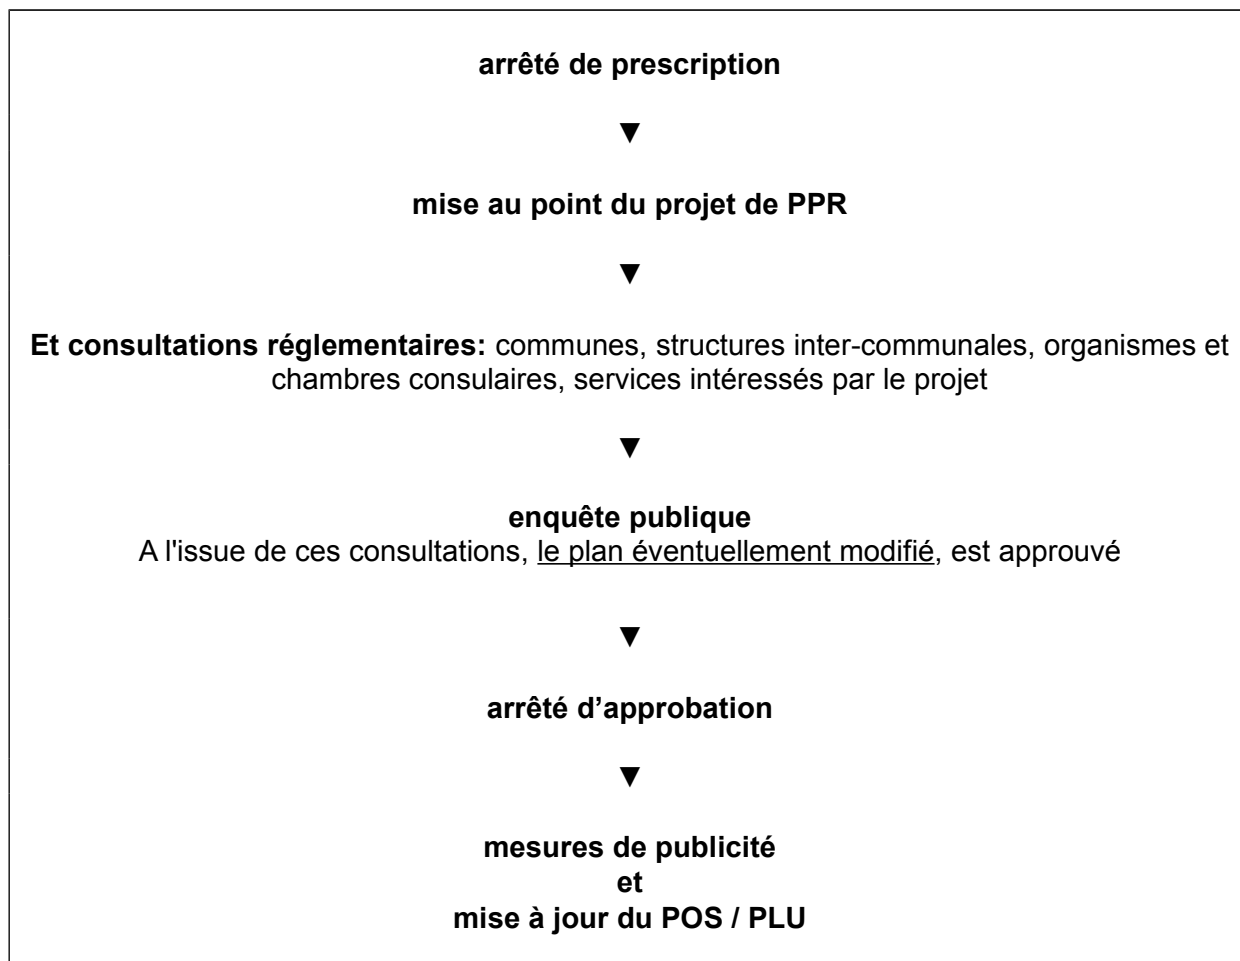 arrêté de prescription
▼
mise au point du projet de PPR
▼
Et consultations réglementaires: communes, structures inter-communales, organismes et
chambres consulaires, services intéressés par le projet
▼
enquête publique
A l'issue de ces consultations, le plan éventuellement modifié, est approuvé
▼
arrêté d’approbation
▼
mesures de publicité
et
mise à jour du POS / PLU